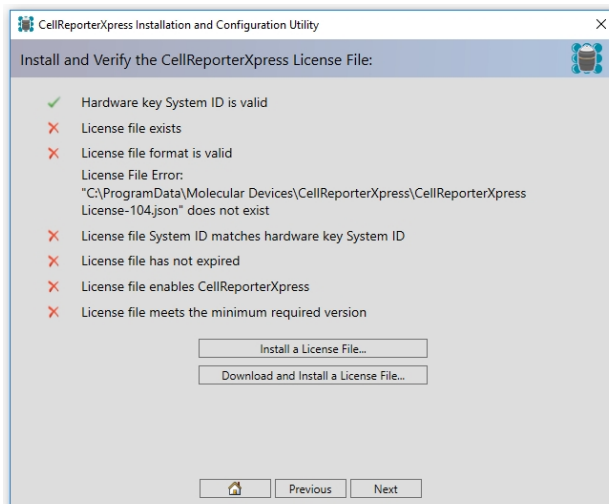 CellReporterXpress Installation and Configuration Utility
Install and Verify the CellReporterXpress License File:
Hardware key System ID is valid
License file exists
License file format is valid
License File Error:
"C:\ProgramData\Molecular Devices\CellReporterXpress\CellReporterXpress
License-104.json" does not exist
License file System ID matches hardware key System ID
License file has not expired
License file enables CellReporterXpress
License file meets the minimum required version
Install a License File...
Download and Install a License File...
Previous Next